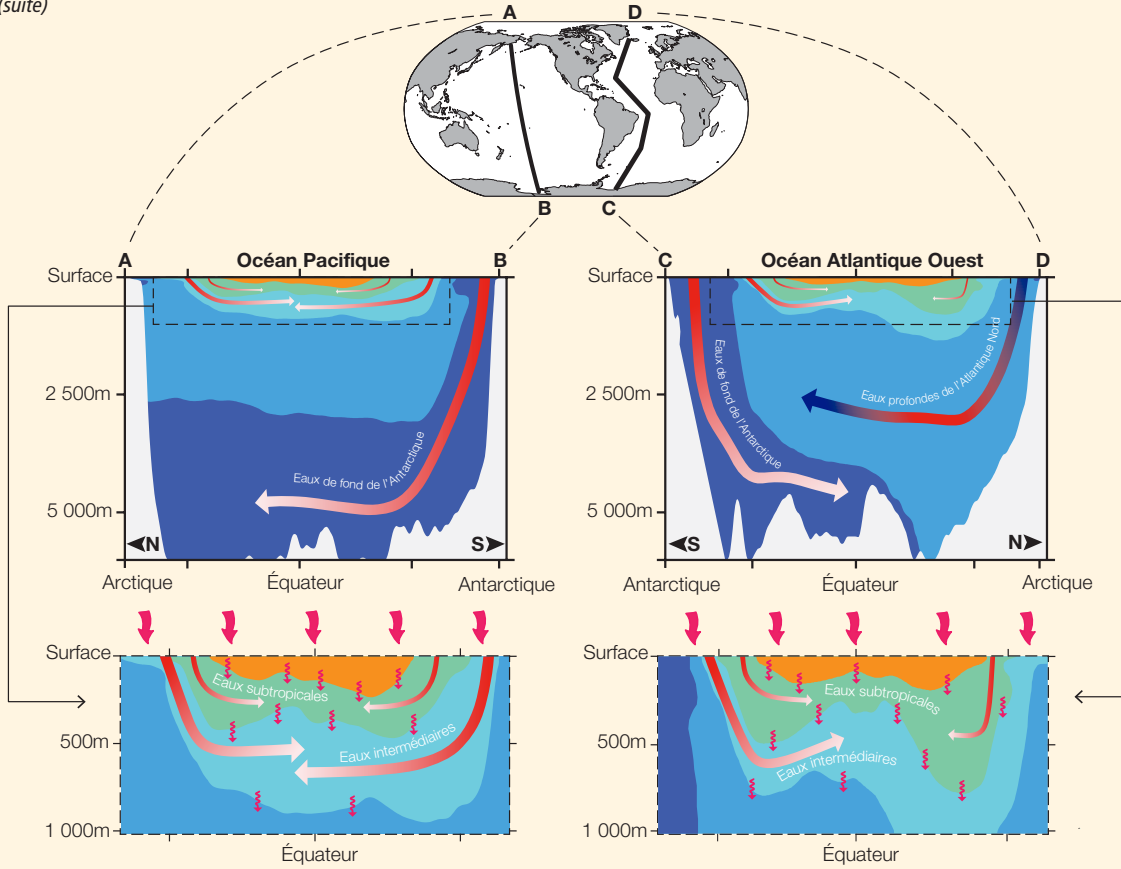 (suite)
A D
B C
A Océan Pacifique B
Surface
2 500m
5 000m
Eaux de fond de l'Antarctique
N S
Arctique Équateur Antarctique
C Océan Atlantique Ouest D
Surface
2 500m
5 000m
Eaux de fond de l'Antarctique
Eaux profondes de l'Atlantique Nord
S N
Antarctique Équateur Arctique
Surface
500m
1 000m
Eaux subtropicales
Eaux intermédiaires
Équateur
Surface
500m
1 000m
Eaux subtropicales
Eaux intermédiaires
Équateur